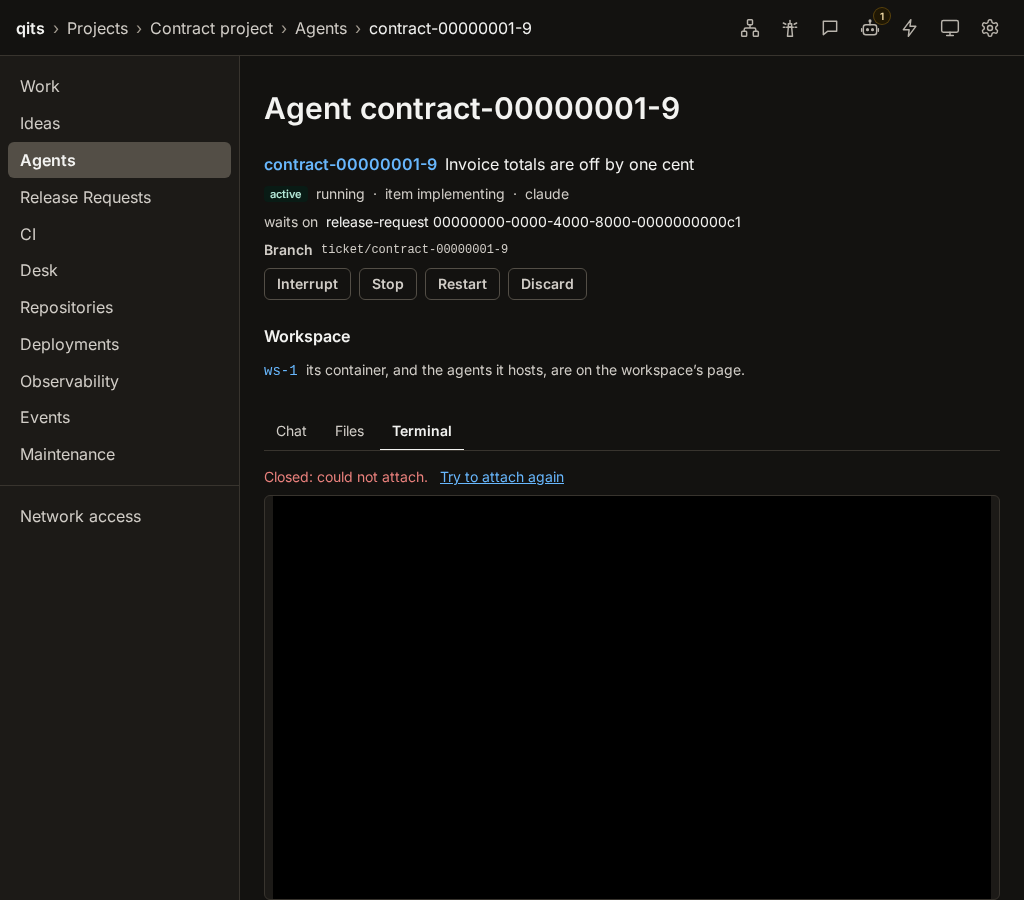 qits › Projects › Contract project › Agents › contract-00000001-9
1
Work
Ideas
Agents
Release Requests
CI
Desk
Repositories
Deployments
Observability
Events
Maintenance
Network access
Agent contract-00000001-9
contract-00000001-9 Invoice totals are off by one cent
active running · item implementing · claude
waits on release-request 00000000-0000-4000-8000-0000000000c1
Branch ticket/contract-00000001-9
Interrupt Stop Restart Discard
Workspace
ws-1 its container, and the agents it hosts, are on the workspace’s page.
Chat Files Terminal
Closed: could not attach. Try to attach again